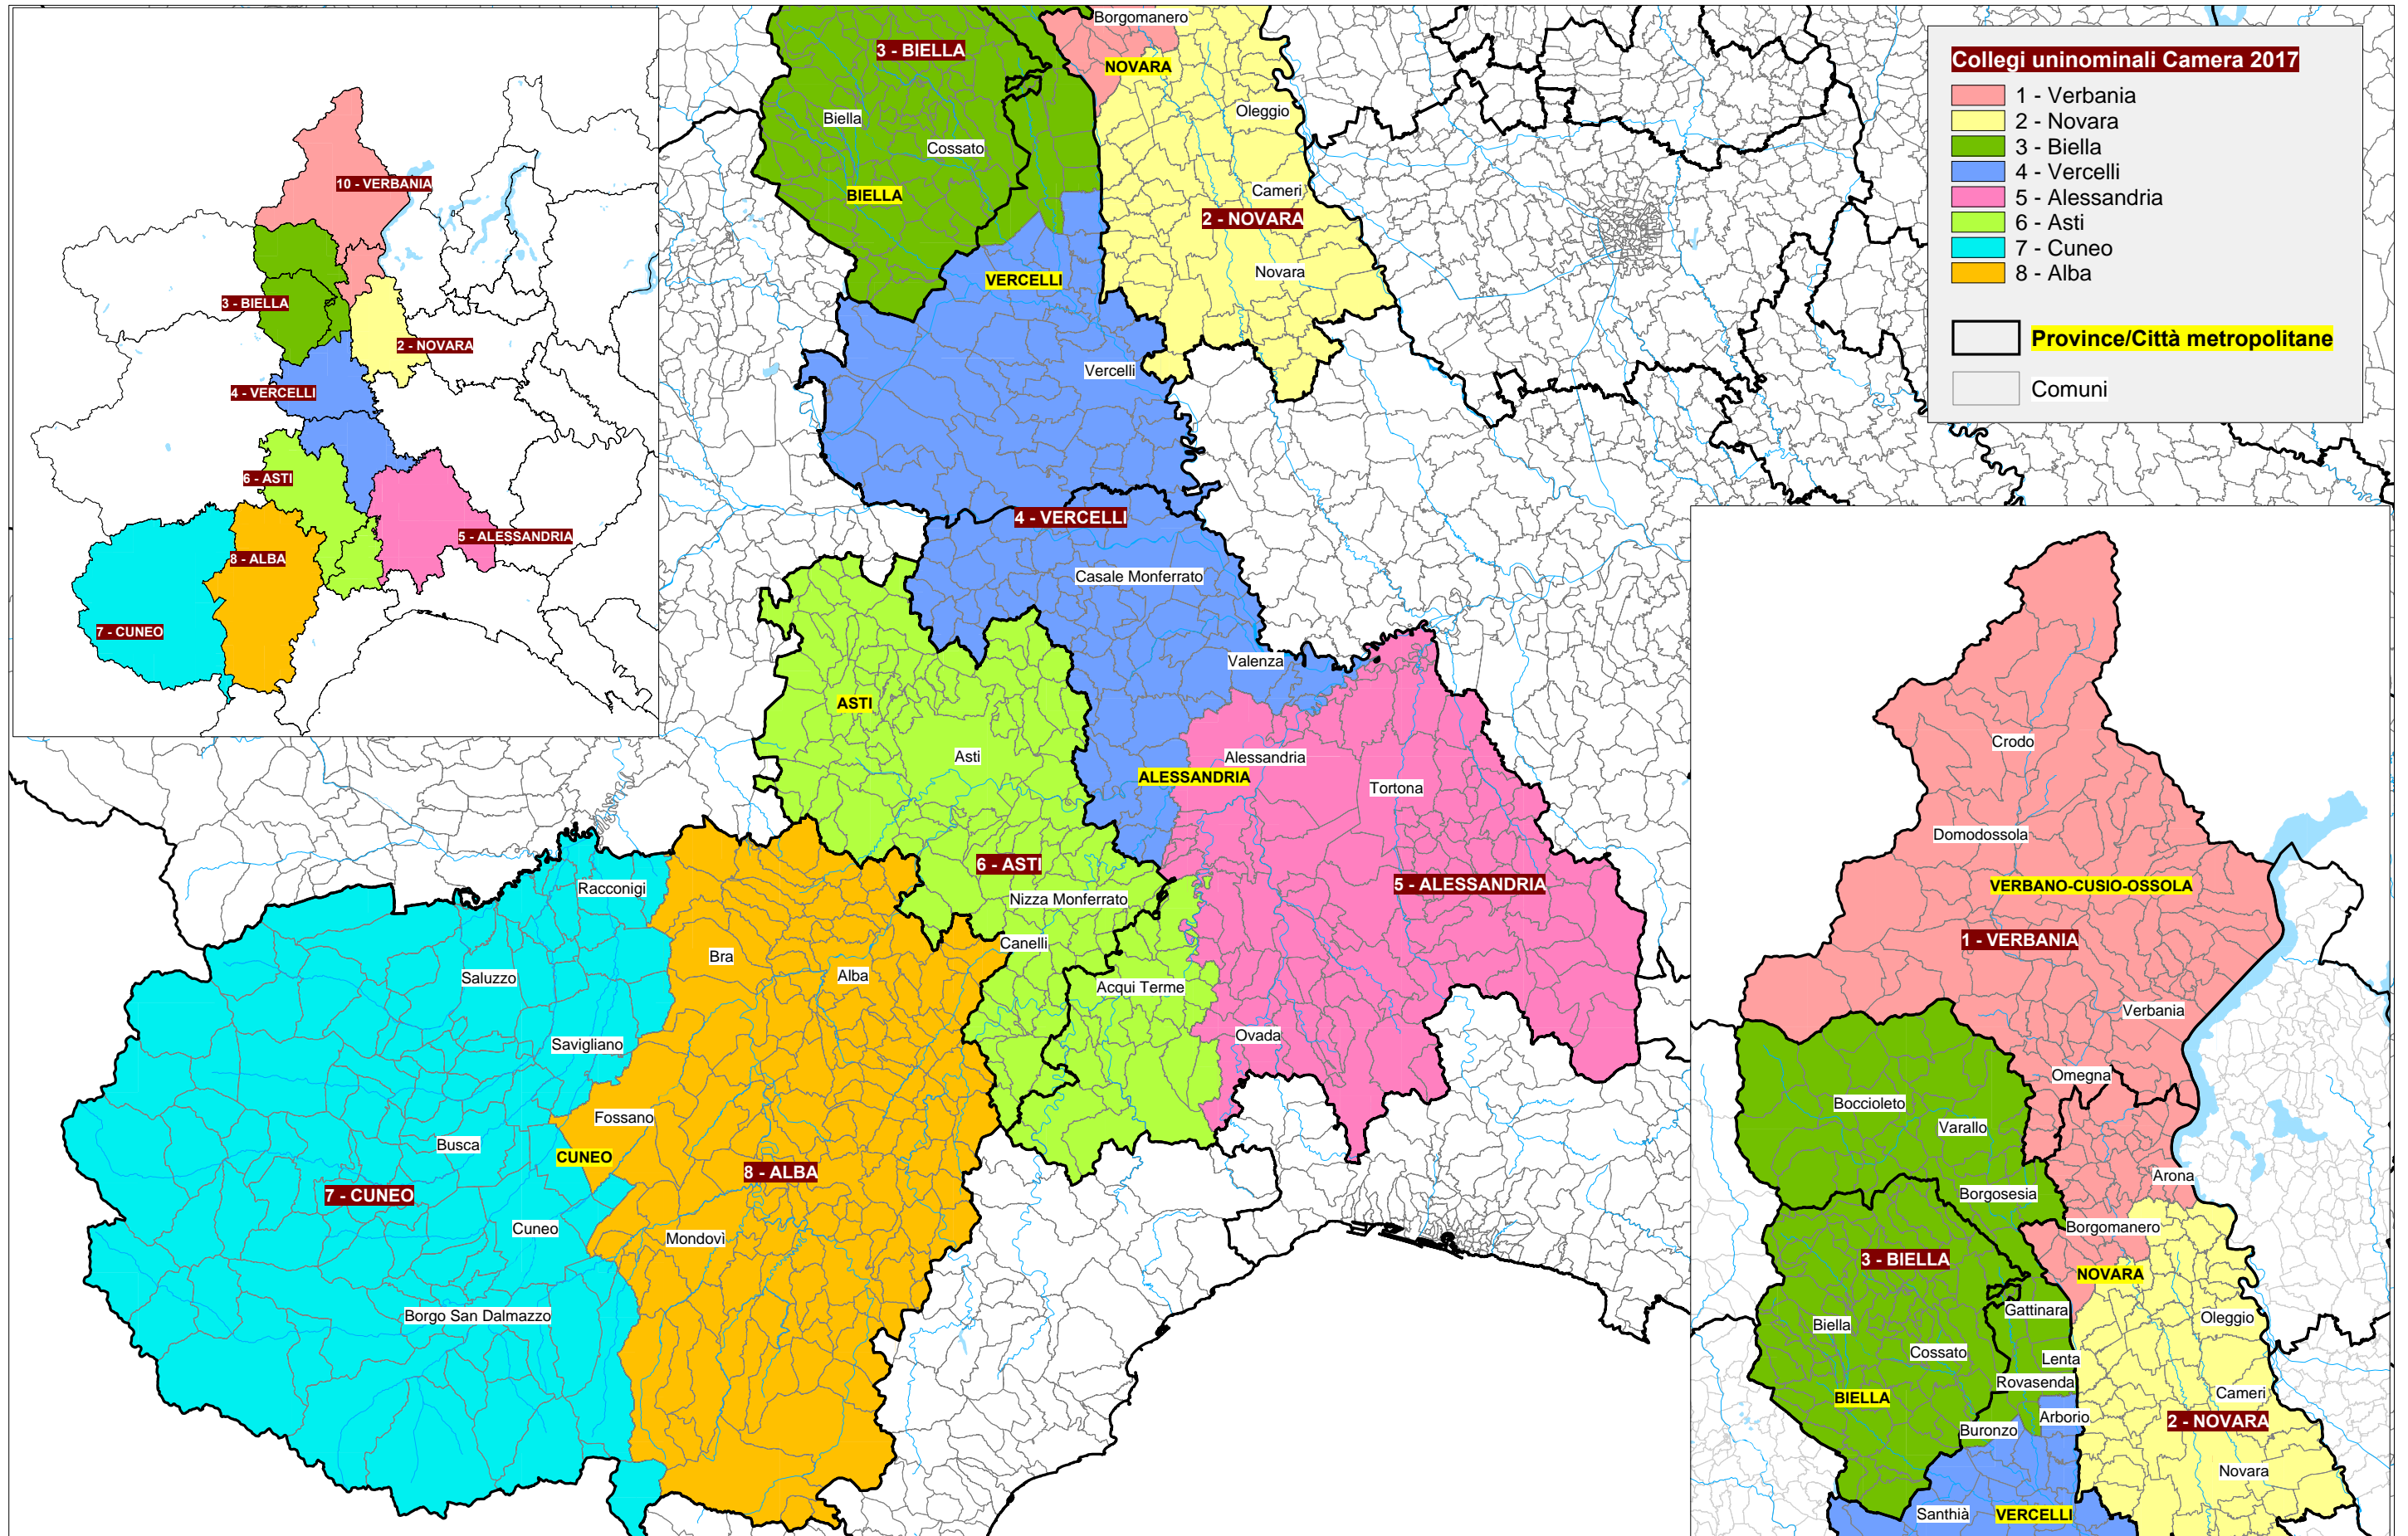 10 - VERBANIA
3 - BIELLA
2 - NOVARA
4 - VERCELLI
6 - ASTI
5 - ALESSANDRIA
8 - ALBA
7 - CUNEO
Borgomanero
3 - BIELLA
NOVARA
Biella
Oleggio
Cossato
BIELLA
Cameri
2 - NOVARA
VERCELLI
Novara
Vercelli
4 - VERCELLI
Casale Monferrato
Valenza
ASTI
Asti
Alessandria
ALESSANDRIA
Tortona
6 - ASTI
5 - ALESSANDRIA
Racconigi
Nizza Monferrato
Canelli
Bra
Alba
Saluzzo
Acqui Terme
Ovada
Savigliano
Fossano
Busca
CUNEO
8 - ALBA
7 - CUNEO
Cuneo
Mondovì
Borgo San Dalmazzo
Collegi uninominali Camera 2017
1 - Verbania
2 - Novara
3 - Biella
4 - Vercelli
5 - Alessandria
6 - Asti
7 - Cuneo
8 - Alba
Province/Città metropolitane
Comuni
Crodo
Domodossola
VERBANO-CUSIO-OSSOLA
1 - VERBANIA
Verbania
Omegna
Boccioleto
Varallo
Arona
Borgosesia
Borgomanero
3 - BIELLA
NOVARA
Gattinara
Oleggio
Biella
Cossato
Lenta
Rovasenda
Cameri
BIELLA
Arborio
2 - NOVARA
Buronzo
Novara
Santhià
VERCELLI